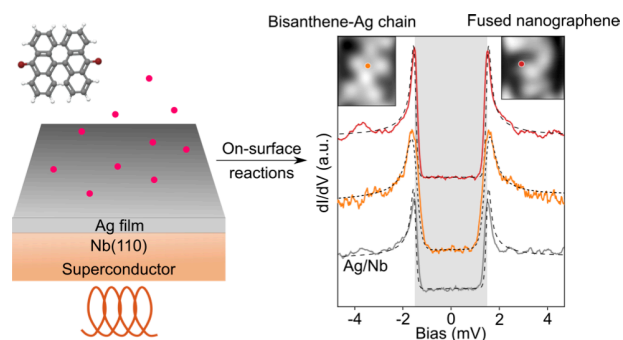 Bisanthene-Ag chain
Fused nanographene
On-surface
reactions
Ag film
Nb(110)
Superconductor
dI/dV (a.u.)
Ag/Nb
-4
-2
0
2
4
Bias (mV)